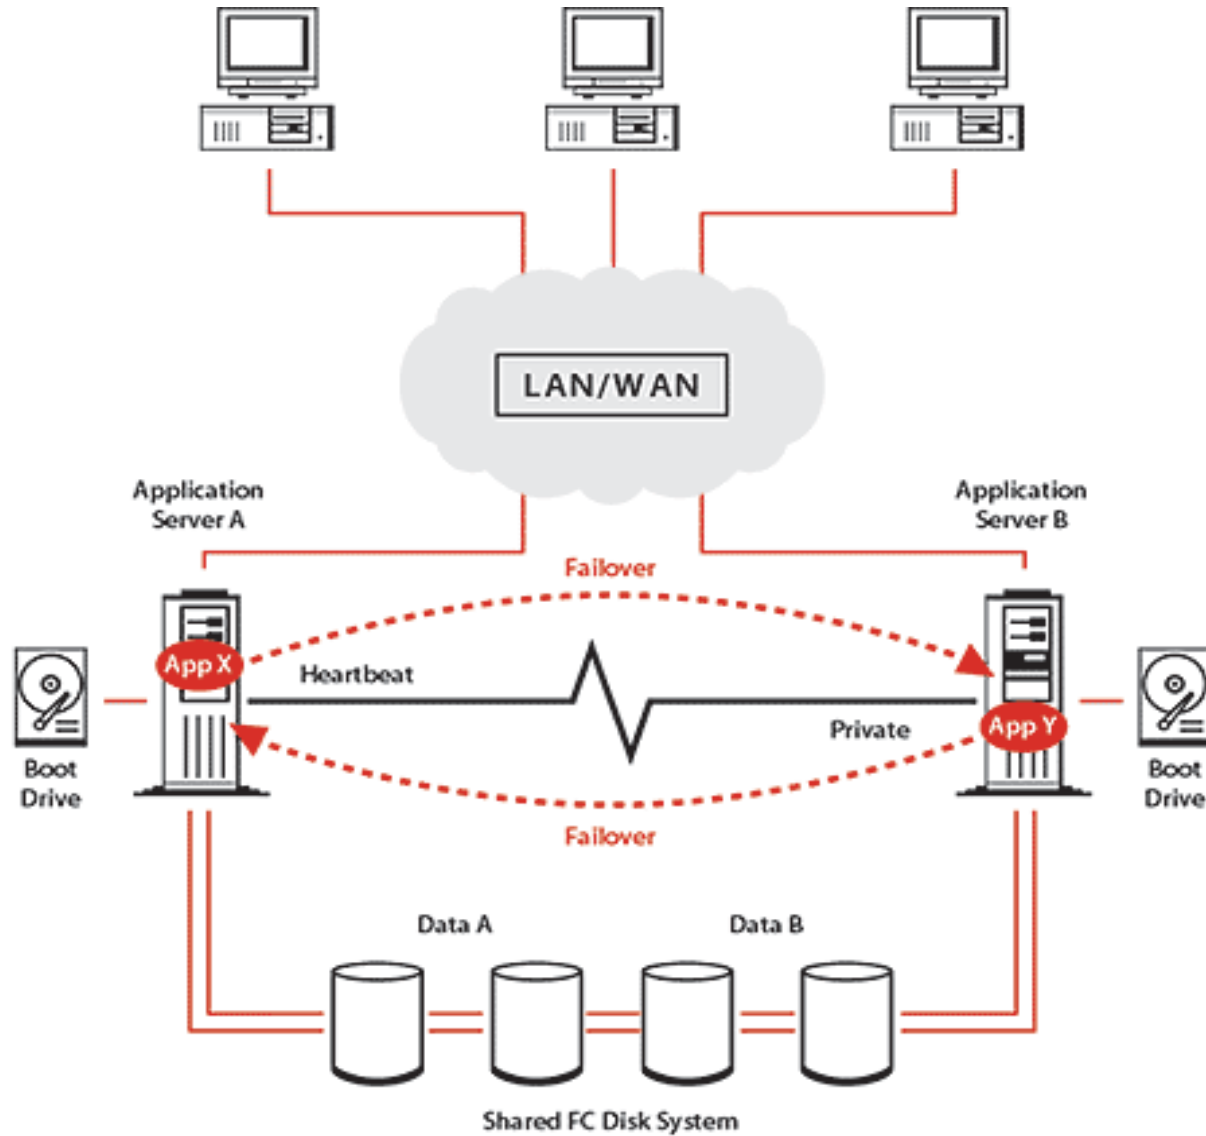 LAN/WAN
Application
Server A
Application
Server B
Failover
App X
Heartbeat
Private
App Y
Boot
Drive
Boot
Drive
Failover
Data A
Data B
Shared FC Disk System